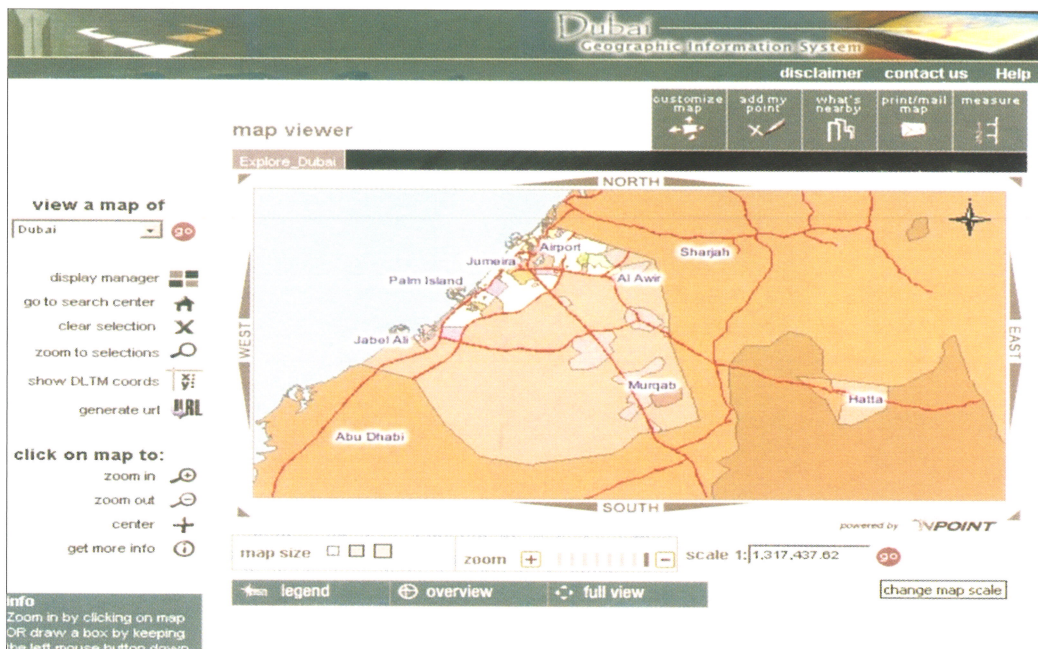 Dubai
Geographic Information System
disclaimer contact us Help
customize map
add my point
what's nearby
print/mail map
measure
map viewer
Explore_Dubai
view a map of
Dubai go
display manager
go to search center
clear selection
zoom to selections
show DLTM coords
generate url URL
click on map to:
zoom in
zoom out
center
get more info
info
Zoom in by clicking on map
OR draw a box by keeping
the left mouse button down
NORTH
WEST
EAST
SOUTH
Airport
Sharjah
Jumeira
Al Awir
Palm Island
Jabel Ali
Murqab
Hatta
Abu Dhabi
powered by INPOINT
map size
zoom
scale 1: 1,317,437.62 go
legend overview full view
change map scale